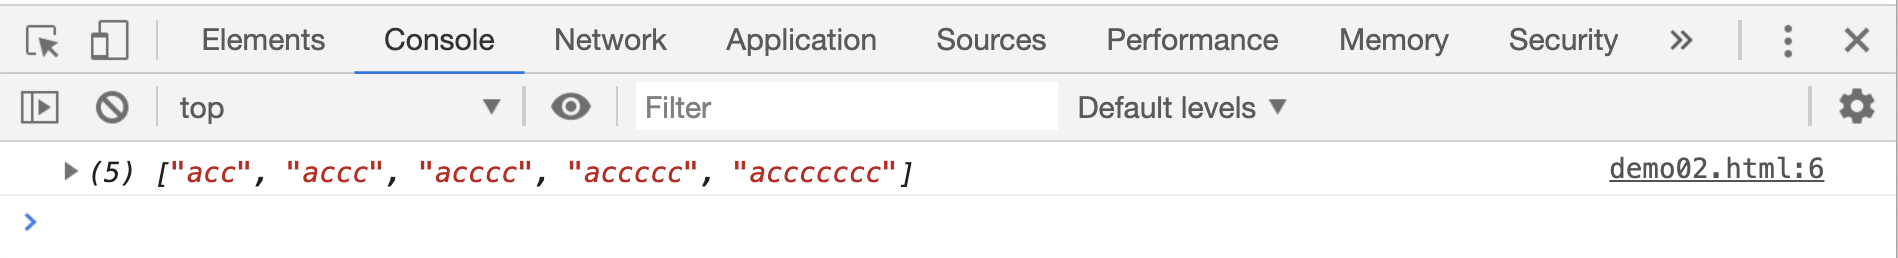 Elements Console Network Application Sources Performance Memory Security
top Filter Default levels
(5) ["acc", "accc", "acccc", "accccc", "accccccc"] demo02.html:6